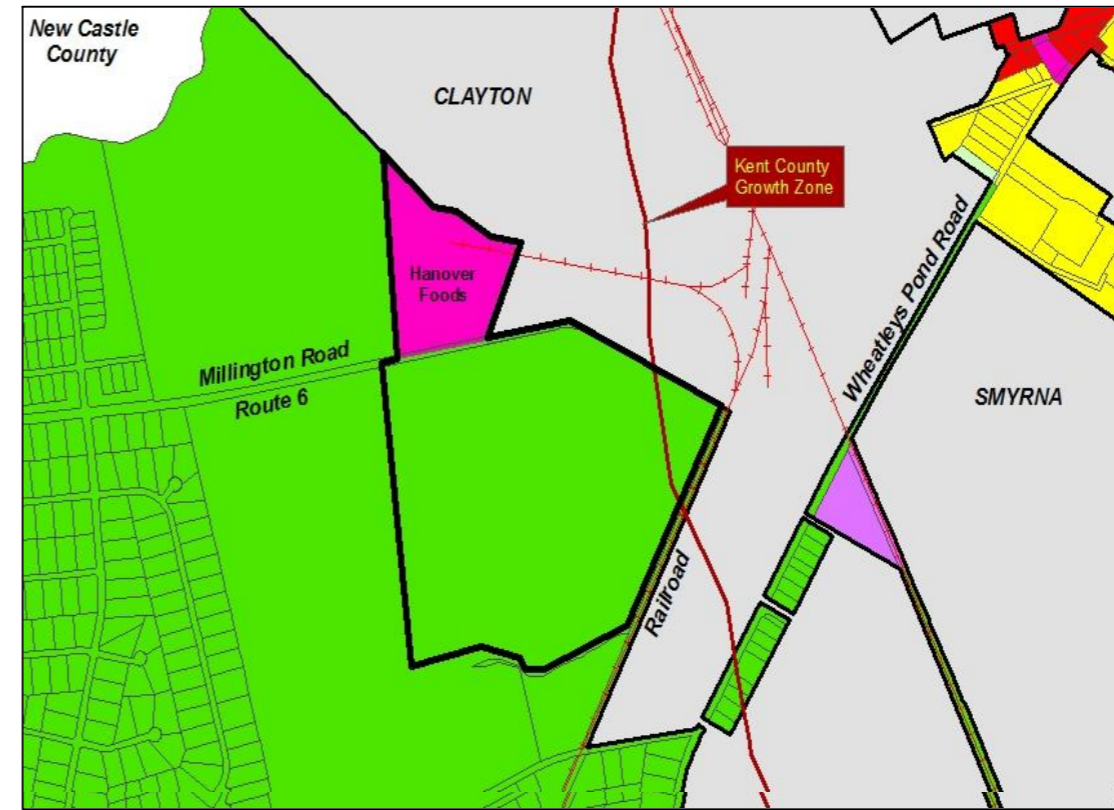 New Castle
County
CLAYTON
Kent County
Growth Zone
Hanover
Foods
Wheatleys Pond Road
Millington Road
Route 6
SMYRNA
Railroad